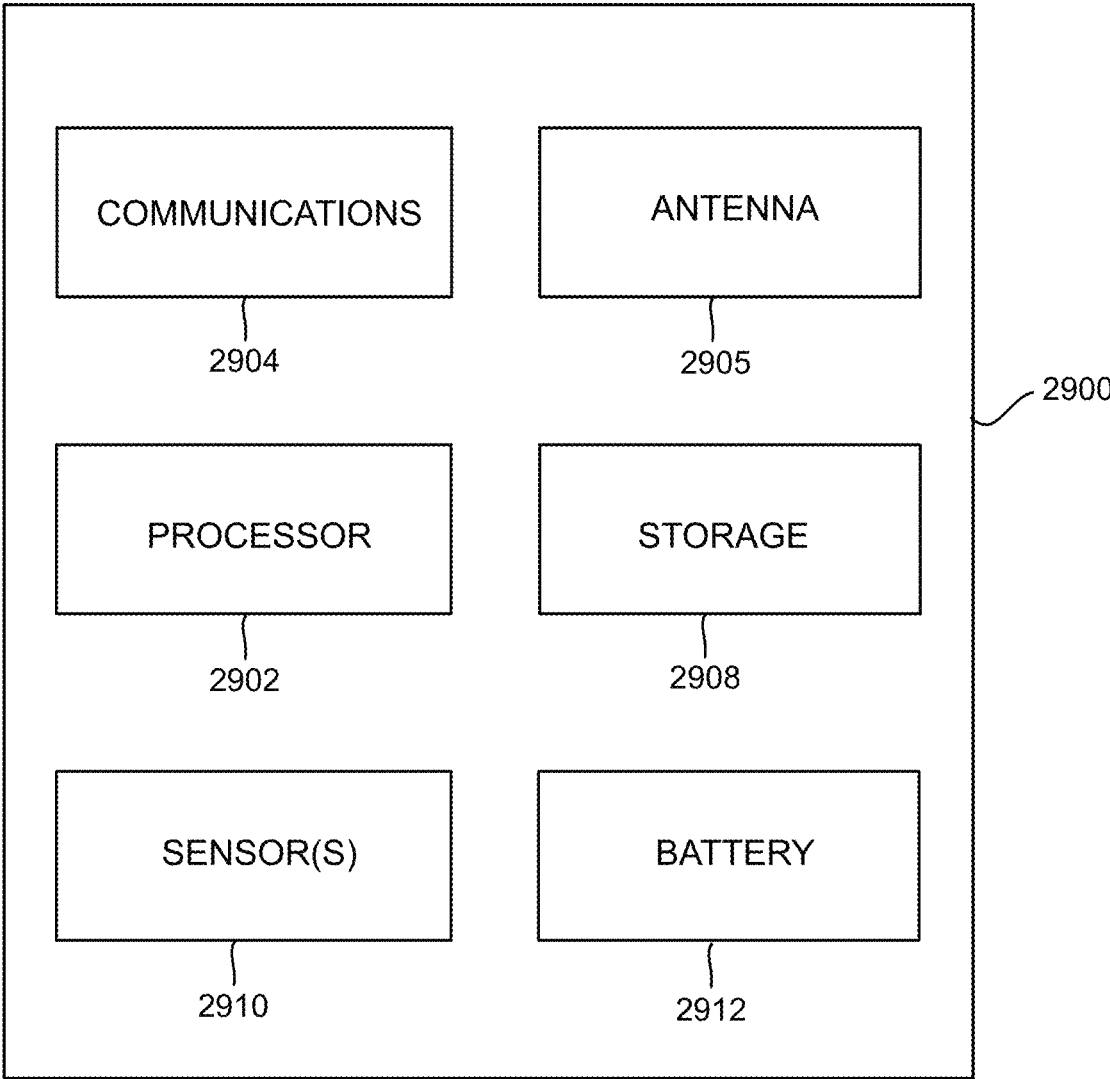 COMMUNICATIONS
ANTENNA
2904
2905
2900
PROCESSOR
STORAGE
2902
2908
SENSOR(S)
BATTERY
2910
2912